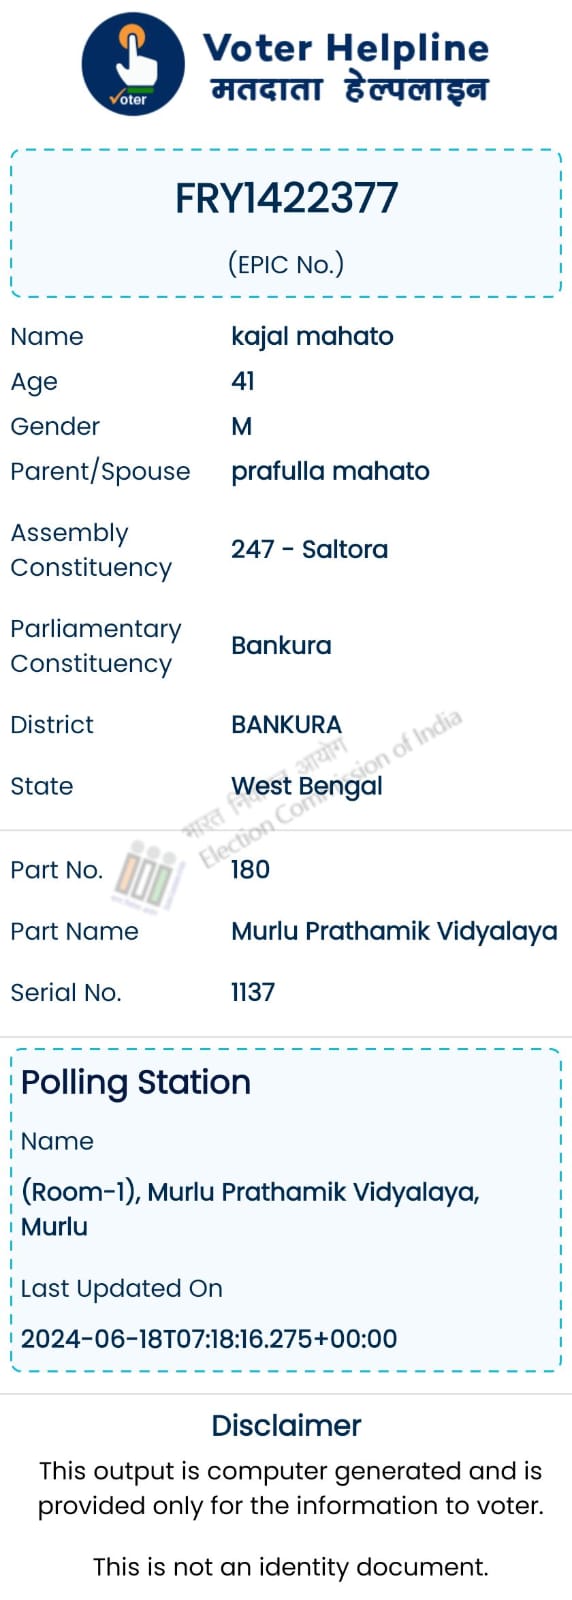 Voter Helpline
मतदाता हेल्पलाइन
Voter
FRY1422377
(EPIC No.)
Name kajal mahato
Age 41
Gender M
Parent/Spouse prafulla mahato
Assembly
Constituency
247 - Saltora
Parliamentary
Constituency
Bankura
District BANKURA
State West Bengal
भारत निर्वाचन आयोग
Election Commission of India
Part No. 180
Part Name Murlu Prathamik Vidyalaya
Serial No. 1137
Polling Station
Name
(Room-1), Murlu Prathamik Vidyalaya,
Murlu
Last Updated On
2024-06-18T07:18:16.275+00:00
Disclaimer
This output is computer generated and is
provided only for the information to voter.
This is not an identity document.